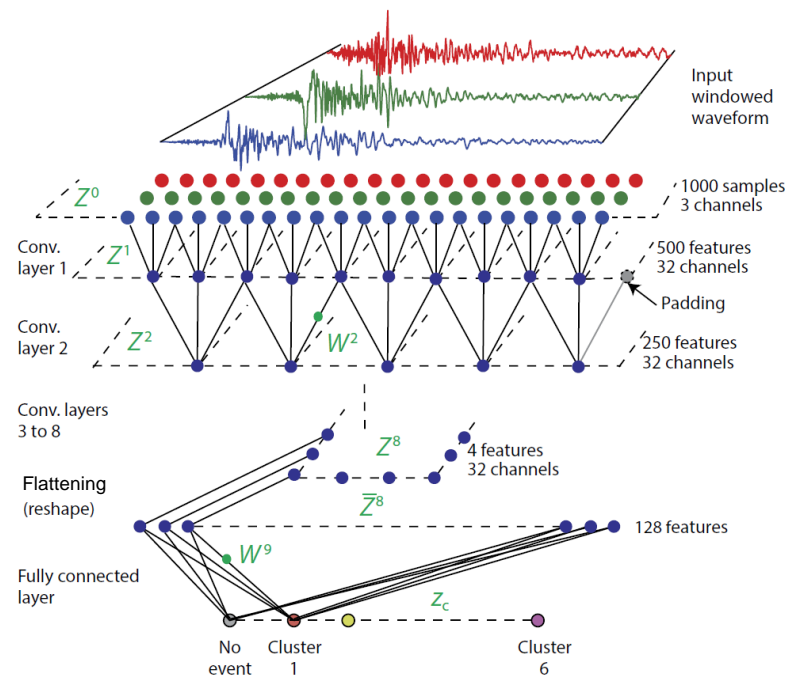 Input
windowed
waveform
Z⁰
1000 samples
3 channels
Conv.
layer 1
Z¹
500 features
32 channels
Padding
Conv.
layer 2
Z²
W²
250 features
32 channels
Conv. layers
3 to 8
Z⁸
4 features
32 channels
Flattening
(reshape)
Z̅⁸
128 features
W⁹
Fully connected
layer
z_c
No
event
Cluster
1
Cluster
6